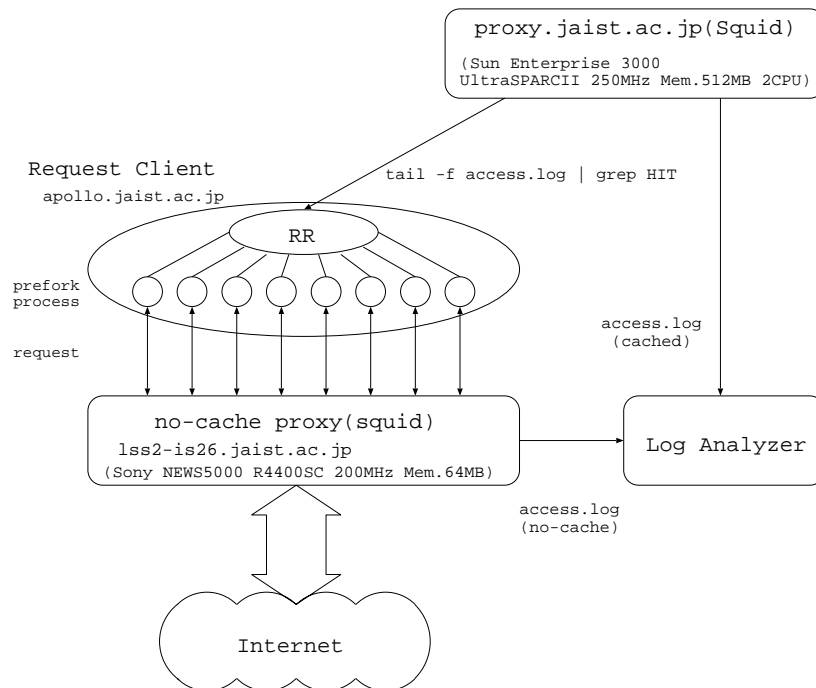 proxy.jaist.ac.jp(Squid)
(Sun Enterprise 3000
UltraSPARCII 250MHz Mem.512MB 2CPU)
Request Client
apollo.jaist.ac.jp
tail -f access.log | grep HIT
RR
prefork
process
request
access.log
(cached)
no-cache proxy(squid)
lss2-is26.jaist.ac.jp
(Sony NEWS5000 R4400SC 200MHz Mem.64MB)
Log Analyzer
access.log
(no-cache)
Internet